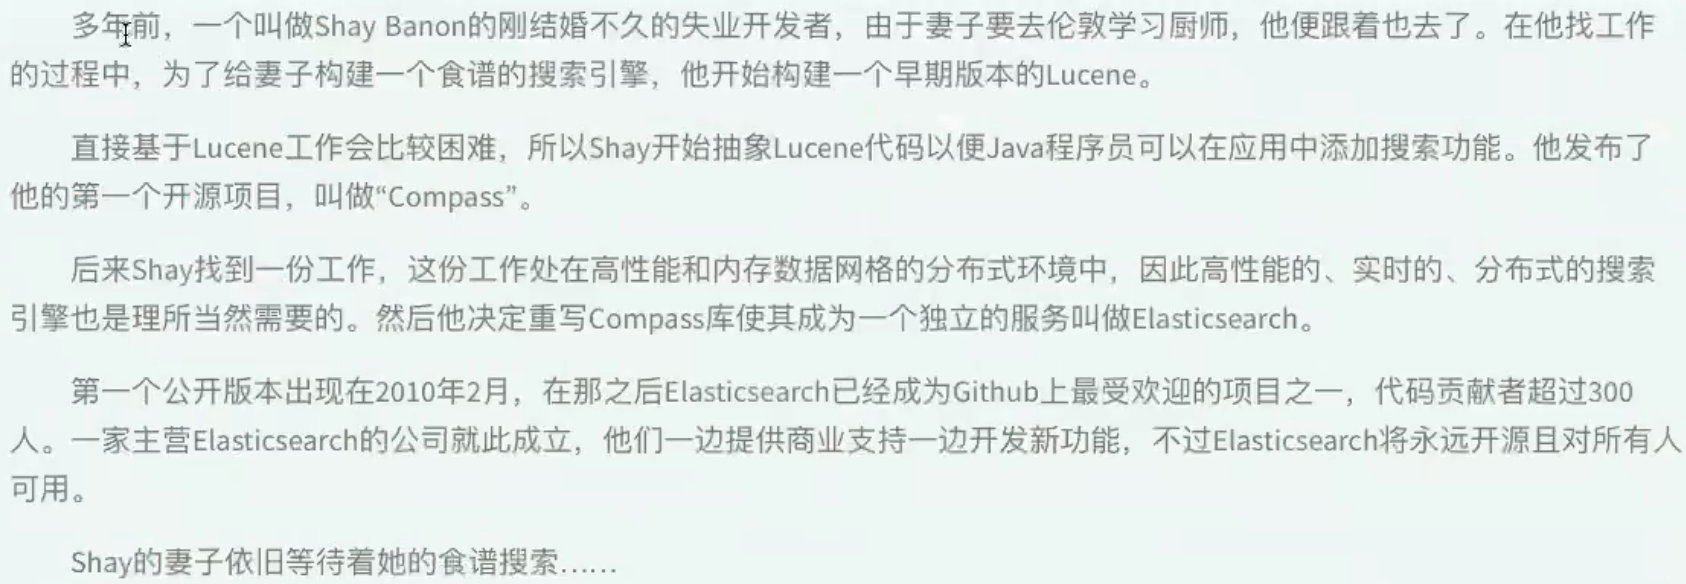 多年前，一个叫做Shay Banon的刚结婚不久的失业开发者，由于妻子要去伦敦学习厨师，他便跟着也去了。在他找工作
的过程中，为了给妻子构建一个食谱的搜索引擎，他开始构建一个早期版本的Lucene。
直接基于Lucene工作会比较困难，所以Shay开始抽象Lucene代码以便Java程序员可以在应用中添加搜索功能。他发布了
他的第一个开源项目，叫做“Compass”。
后来Shay找到一份工作，这份工作处在高性能和内存数据网格的分布式环境中，因此高性能的、实时的、分布式的搜索
引擎也是理所当然需要的。然后他决定重写Compass库使其成为一个独立的服务叫做Elasticsearch。
第一个公开版本出现在2010年2月，在那之后Elasticsearch已经成为Github上最受欢迎的项目之一，代码贡献者超过300
人。一家主营Elasticsearch的公司就此成立，他们一边提供商业支持一边开发新功能，不过Elasticsearch将永远开源且对所有人
可用。
Shay的妻子依旧等待着她的食谱搜索……